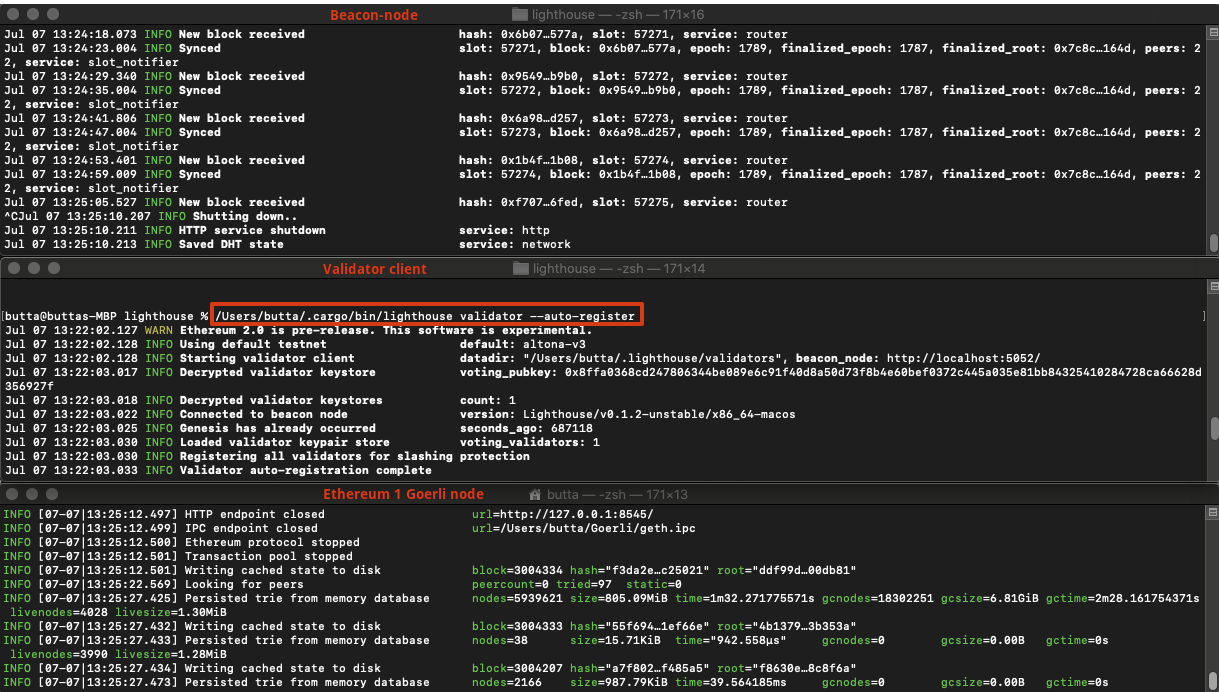 Beacon-node
lighthouse — -zsh — 171×16
Jul 07 13:24:18.073 INFO New block received hash: 0x6b07…577a, slot: 57271, service: router
Jul 07 13:24:23.004 INFO Synced slot: 57271, block: 0x6b07…577a, epoch: 1789, finalized_epoch: 1787, finalized_root: 0x7c8c…164d, peers: 2
2, service: slot_notifier
Jul 07 13:24:29.340 INFO New block received hash: 0x9549…b9b0, slot: 57272, service: router
Jul 07 13:24:35.004 INFO Synced slot: 57272, block: 0x9549…b9b0, epoch: 1789, finalized_epoch: 1787, finalized_root: 0x7c8c…164d, peers: 2
2, service: slot_notifier
Jul 07 13:24:41.806 INFO New block received hash: 0x6a98…d257, slot: 57273, service: router
Jul 07 13:24:47.004 INFO Synced slot: 57273, block: 0x6a98…d257, epoch: 1789, finalized_epoch: 1787, finalized_root: 0x7c8c…164d, peers: 2
2, service: slot_notifier
Jul 07 13:24:53.401 INFO New block received hash: 0x1b4f…1b08, slot: 57274, service: router
Jul 07 13:24:59.009 INFO Synced slot: 57274, block: 0x1b4f…1b08, epoch: 1789, finalized_epoch: 1787, finalized_root: 0x7c8c…164d, peers: 2
2, service: slot_notifier
Jul 07 13:25:05.527 INFO New block received hash: 0xf707…6fed, slot: 57275, service: router
^CJul 07 13:25:10.207 INFO Shutting down..
Jul 07 13:25:10.211 INFO HTTP service shutdown service: http
Jul 07 13:25:10.213 INFO Saved DHT state service: network
Validator client
lighthouse — -zsh — 171×14
[butta@buttas-MBP lighthouse % /Users/butta/.cargo/bin/lighthouse validator --auto-register ]
Jul 07 13:22:02.127 WARN Ethereum 2.0 is pre-release. This software is experimental.
Jul 07 13:22:02.128 INFO Using default testnet default: altona-v3
Jul 07 13:22:02.128 INFO Starting validator client datadir: "/Users/butta/.lighthouse/validators", beacon_node: http://localhost:5052/
Jul 07 13:22:03.017 INFO Decrypted validator keystore voting_pubkey: 0x8ffa0368cd247806344be089e6c91f40d8a50d73f8b4e60bef0372c445a035e81bb84325410284728ca66628d
356927f
Jul 07 13:22:03.018 INFO Decrypted validator keystores count: 1
Jul 07 13:22:03.022 INFO Connected to beacon node version: Lighthouse/v0.1.2-unstable/x86_64-macos
Jul 07 13:22:03.025 INFO Genesis has already occurred seconds_ago: 687118
Jul 07 13:22:03.030 INFO Loaded validator keypair store voting_validators: 1
Jul 07 13:22:03.030 INFO Registering all validators for slashing protection
Jul 07 13:22:03.033 INFO Validator auto-registration complete
Ethereum 1 Goerli node
butta — -zsh — 171×13
INFO [07-07|13:25:12.497] HTTP endpoint closed url=http://127.0.0.1:8545/
INFO [07-07|13:25:12.499] IPC endpoint closed url=/Users/butta/Goerli/geth.ipc
INFO [07-07|13:25:12.500] Ethereum protocol stopped
INFO [07-07|13:25:12.501] Transaction pool stopped
INFO [07-07|13:25:12.501] Writing cached state to disk block=3004334 hash="f3da2e…c25021" root="ddf99d…00db81"
INFO [07-07|13:25:22.569] Looking for peers peercount=0 tried=97 static=0
INFO [07-07|13:25:27.425] Persisted trie from memory database nodes=5939621 size=805.09MiB time=1m32.271775571s gcnodes=18302251 gcsize=6.81GiB gctime=2m28.161754371s
livenodes=4028 livesize=1.30MiB
INFO [07-07|13:25:27.432] Writing cached state to disk block=3004333 hash="55f694…1ef66e" root="4b1379…3b353a"
INFO [07-07|13:25:27.433] Persisted trie from memory database nodes=38 size=15.71KiB time="942.558µs" gcnodes=0 gcsize=0.00B gctime=0s
livenodes=3990 livesize=1.28MiB
INFO [07-07|13:25:27.434] Writing cached state to disk block=3004207 hash="a7f802…f485a5" root="f8630e…8c8f6a"
INFO [07-07|13:25:27.473] Persisted trie from memory database nodes=2166 size=987.79KiB time=39.564185ms gcnodes=0 gcsize=0.00B gctime=0s